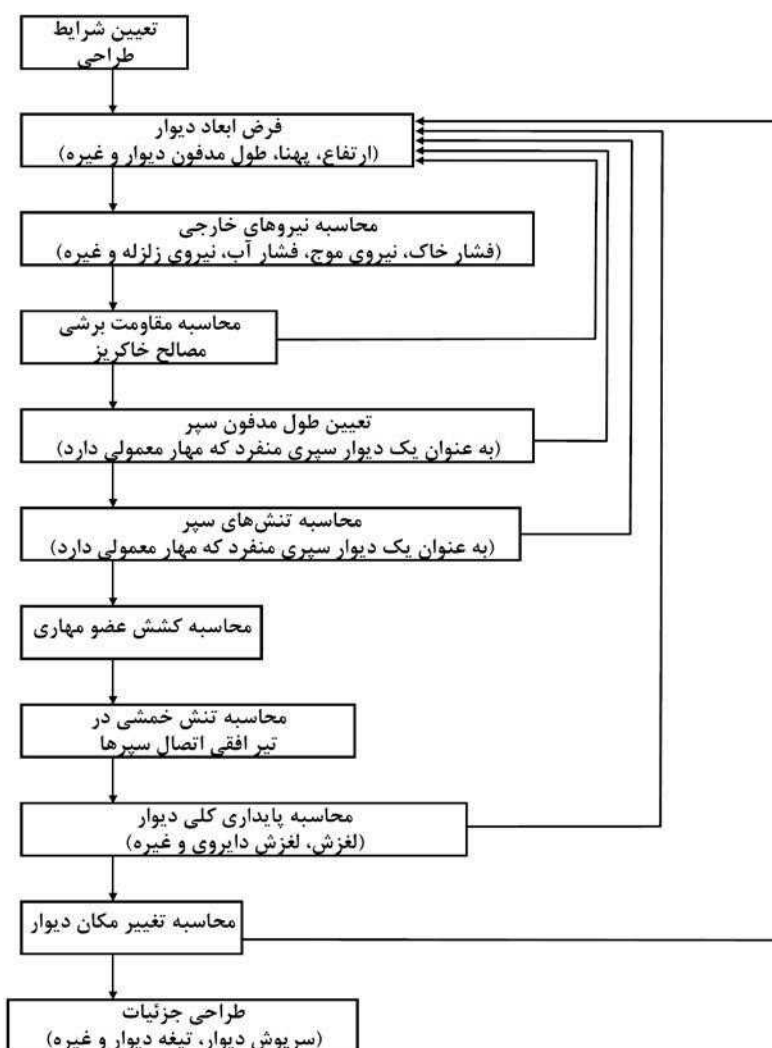 تعیین شرایط
طراحی
فرض ابعاد دیوار
(ارتفاع، پهنا، طول مدفون دیوار و غیره)
محاسبه نیروهای خارجی
(فشار خاک، نیروی موج، فشار آب، نیروی زلزله و غیره)
محاسبه مقاومت برشی
مصالح خاکریز
تعیین طول مدفون سپر
(به عنوان یک دیوار سپری منفرد که مهار معمولی دارد)
محاسبه تنش‌های سپر
(به عنوان یک دیوار سپری منفرد که مهار معمولی دارد)
محاسبه کشش عضو مهاری
محاسبه تنش خمشی در
تیر افقی اتصال سپرها
محاسبه پایداری کلی دیوار
(لغزش، لغزش دایروی و غیره)
محاسبه تغییر مکان دیوار
طراحی جزئیات
(سرپوش دیوار، تیغه دیوار و غیره)